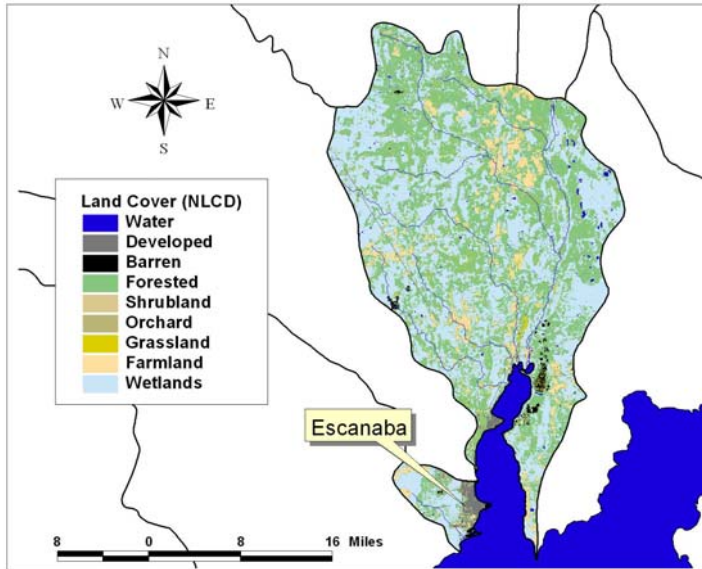 N
W E
S
Land Cover (NLCD)
Water
Developed
Barren
Forested
Shrubland
Orchard
Grassland
Farmland
Wetlands
Escanaba
8 0 8 16 Miles